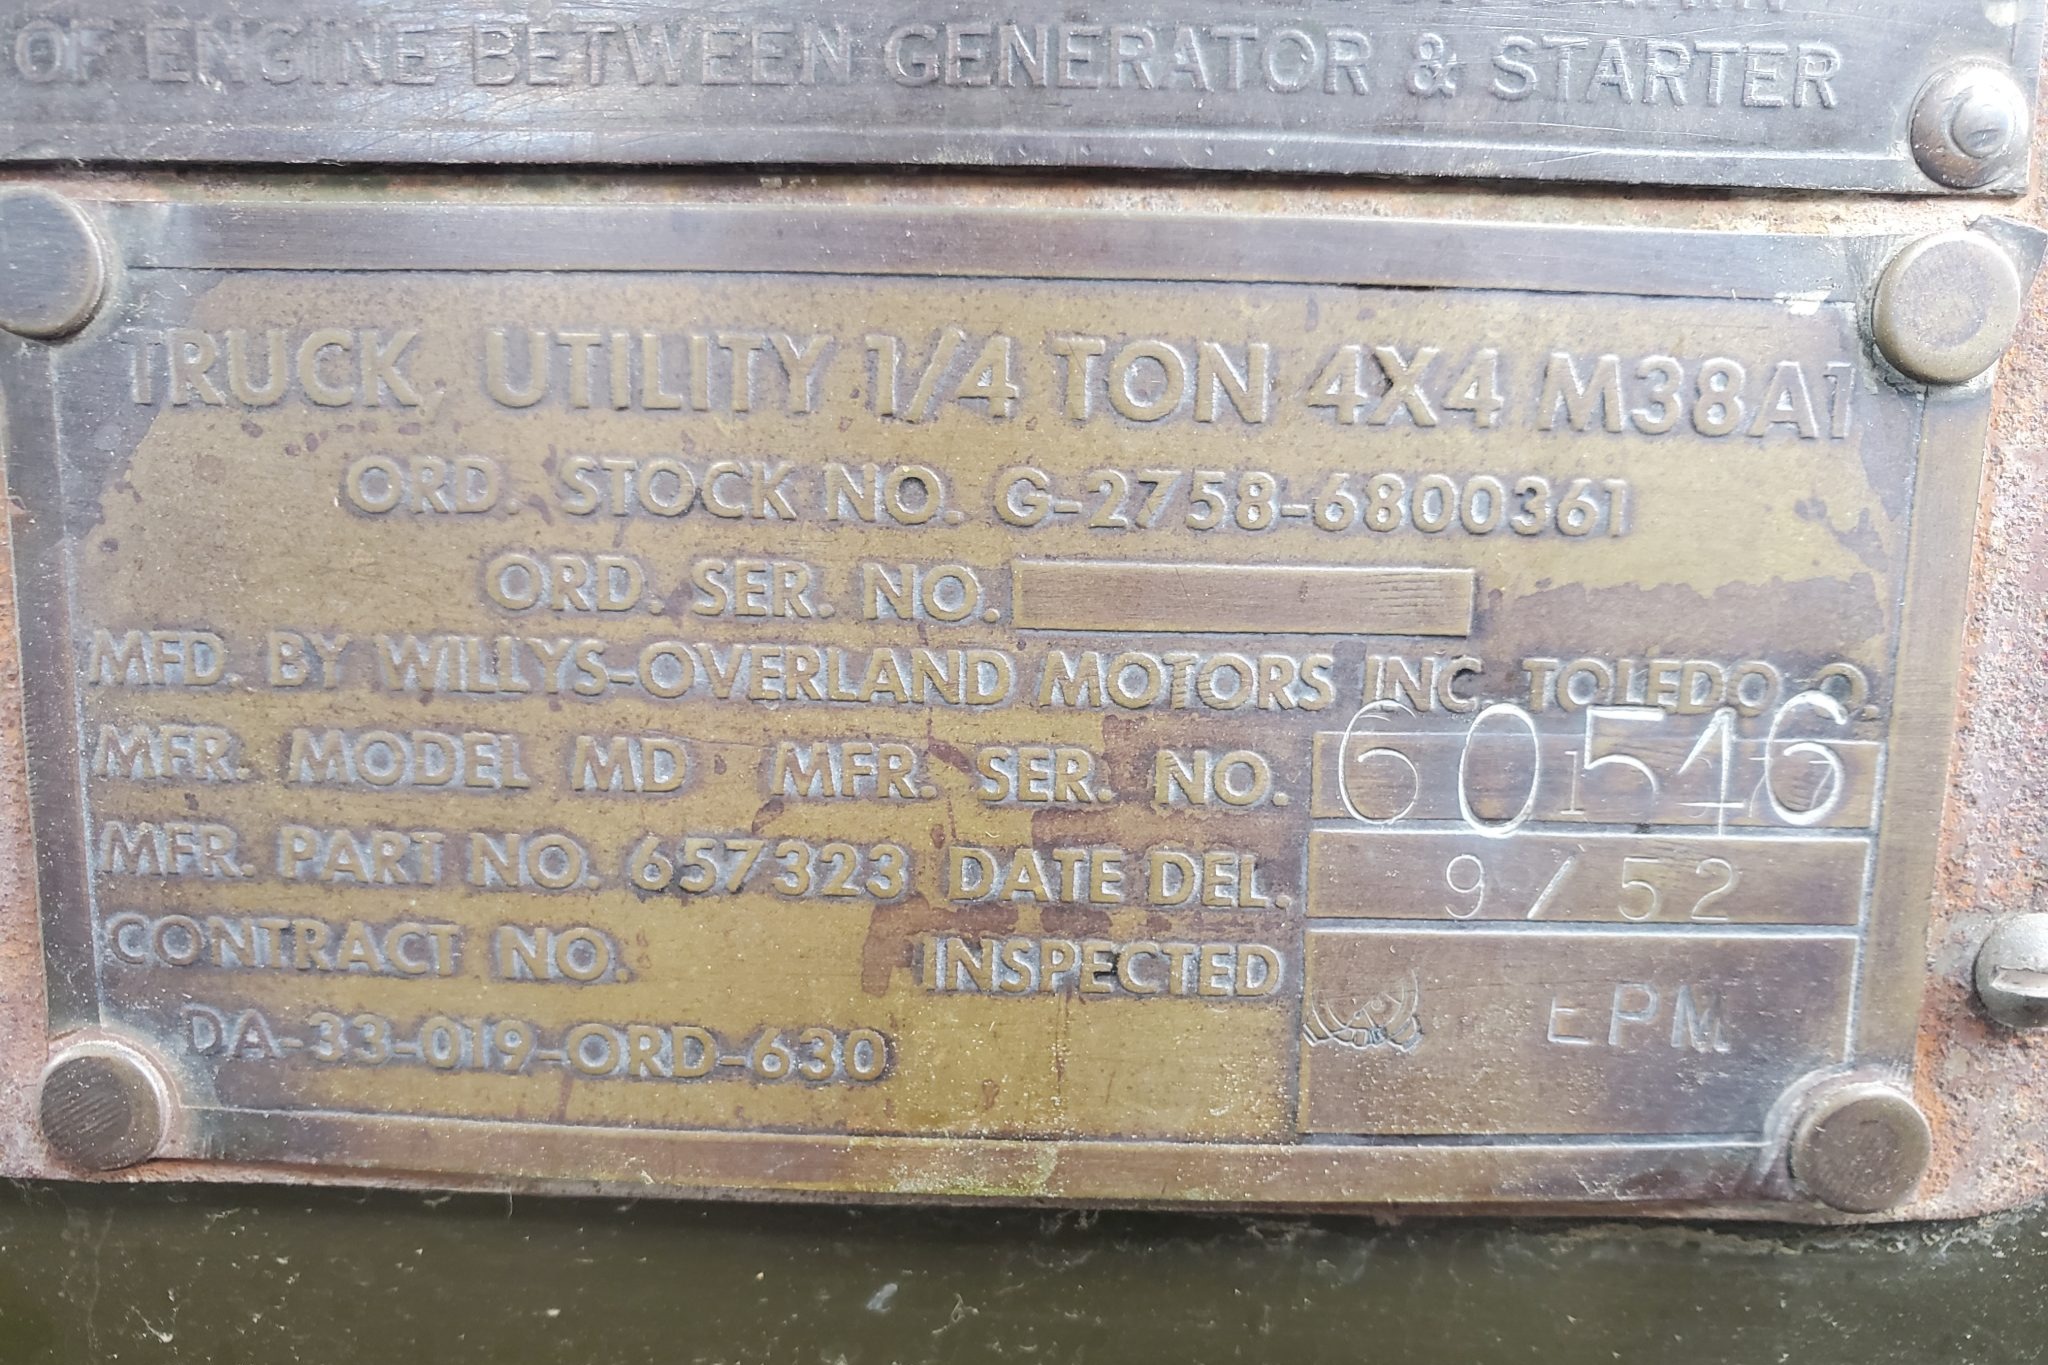 OF ENGINE BETWEEN GENERATOR & STARTER
TRUCK, UTILITY 1/4 TON 4X4 M38A1
ORD. STOCK NO. G-2758-6800361
ORD. SER. NO.
MFD. BY WILLYS-OVERLAND MOTORS INC. TOLEDO O.
MFR. MODEL MD MFR. SER. NO. 60546
MFR. PART NO. 657323 DATE DEL. 9/52
CONTRACT NO. INSPECTED EPM
DA-33-019-ORD-630